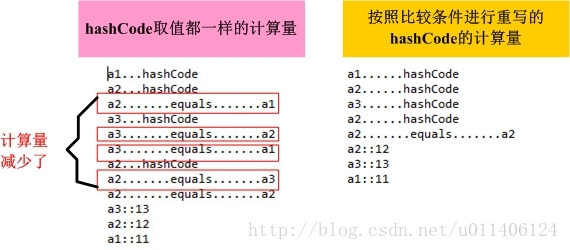 hashCode取值都一样的计算量
a1...hashCode
a2...hashCode
a2.......equals.......a1
a3...hashCode
a3.......equals.......a2
a3.......equals.......a1
a2...hashCode
a2.......equals.......a3
a2.......equals.......a2
a3::13
a2::12
a1::11
计算量
减少了
按照比较条件进行重写的
hashCode的计算量
a1......hashCode
a2......hashCode
a3......hashCode
a2......hashCode
a2.......equals.......a2
a2::12
a3::13
a1::11
http://blog.csdn.net/u011406124